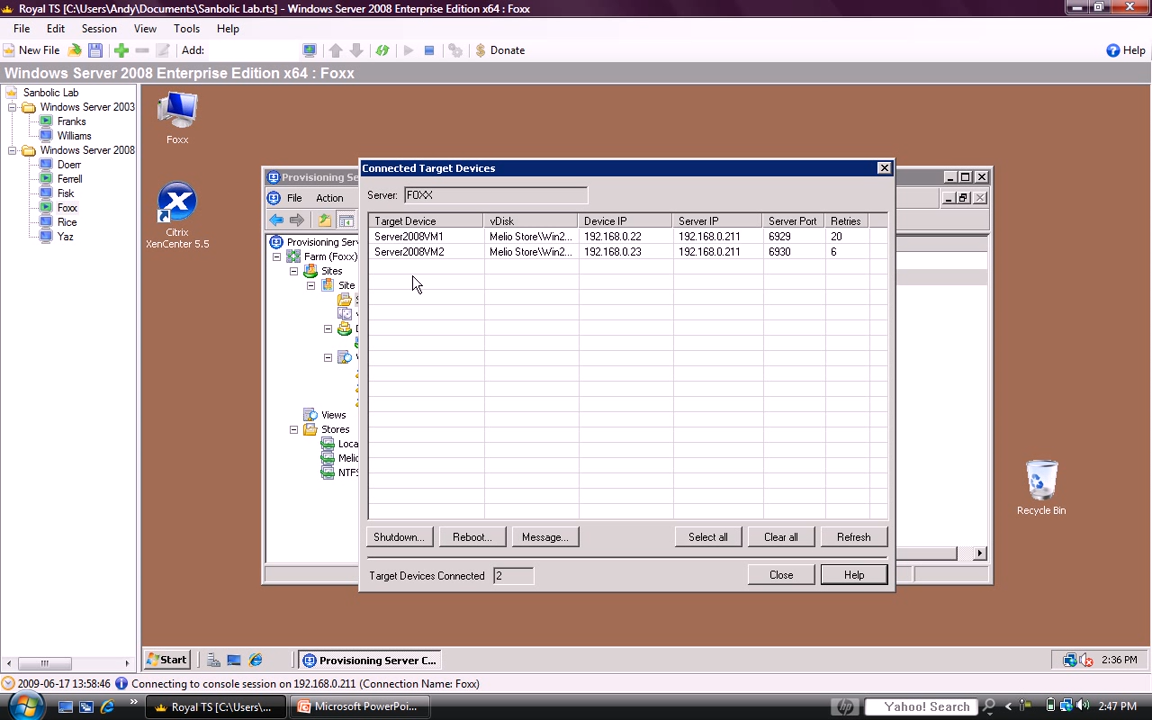 Royal TS [C:\Users\Andy\Documents\Sanbolic Lab.rts] - Windows Server 2008 Enterprise Edition x64 : Foxx
File Edit Session View Tools Help
New File Add: Donate Help
Windows Server 2008 Enterprise Edition x64 : Foxx
Sanbolic Lab
Windows Server 2003
Franks
Williams
Windows Server 2008
Doerr
Ferrell
Fisk
Foxx
Rice
Yaz
Foxx
Citrix
XenCenter 5.5
Recycle Bin
Provisioning Se
File Action
Provisioning Ser
Farm (Foxx)
Sites
Site
Views
Stores
Loca
Melic
NTFS
Connected Target Devices
Server: FOXX
Target Device vDisk Device IP Server IP Server Port Retries
Server2008VM1 Melio Store\Win2... 192.168.0.22 192.168.0.211 6929 20
Server2008VM2 Melio Store\Win2... 192.168.0.23 192.168.0.211 6930 6
Shutdown... Reboot... Message... Select all Clear all Refresh
Target Devices Connected 2 Close Help
Start Provisioning Server C... 2:36 PM
2009-06-17 13:58:46 Connecting to console session on 192.168.0.211 (Connection Name: Foxx)
Royal TS [C:\Users\... Microsoft PowerPoi... Yahoo! Search 2:47 PM